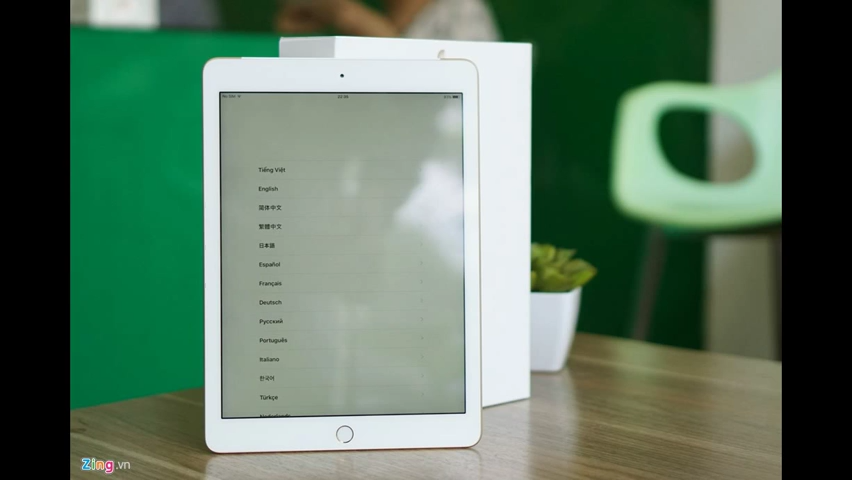 Tiếng Việt
English
简体中文
繁體中文
日本語
Español
Français
Deutsch
Русский
Português
Italiano
한국어
Türkçe
Nederlands
Zing.vn